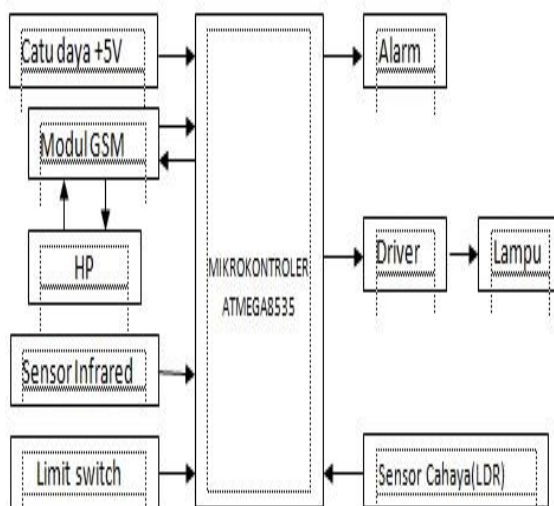 Catu daya +5V
Modul GSM
HP
Sensor Infrared
Limit switch
MIKROKONTROLER
ATMEGA8535
Alarm
Driver
Lampu
Sensor Cahaya(LDR)